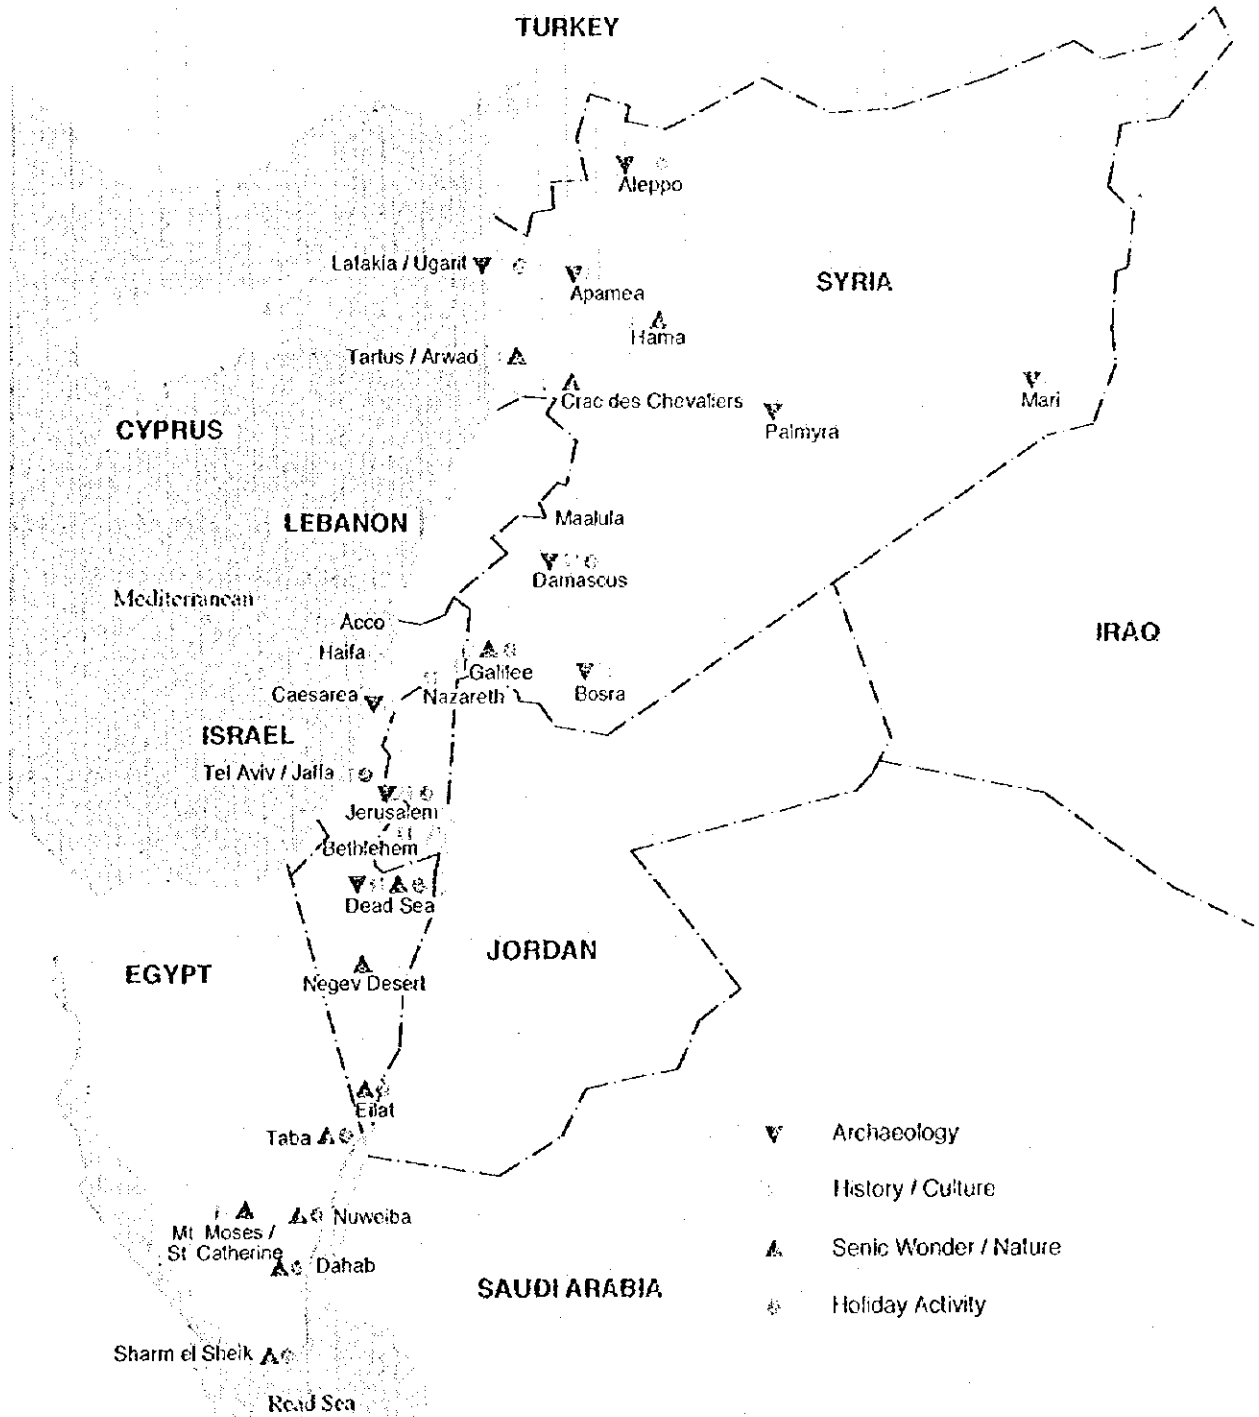 TURKEY
Aleppo
Latakia / Ugarit
Apamea
SYRIA
Hama
Tartus / Arwad
Crac des Chevaliers
Mari
Palmyra
CYPRUS
LEBANON
Maalula
Damascus
Mediterranean
Acco
IRAQ
Haifa
Galilee
Nazareth
Bosra
Caesarea
ISRAEL
Tel Aviv / Jaffa
Jerusalem
Bethlehem
Dead Sea
JORDAN
EGYPT
Negev Desert
Eilat
Taba
Archaeology
History / Culture
Nuweiba
Mt Moses /
St Catherine
Senic Wonder / Nature
Dahab
SAUDI ARABIA
Holiday Activity
Sharm el Sheik
Read Sea